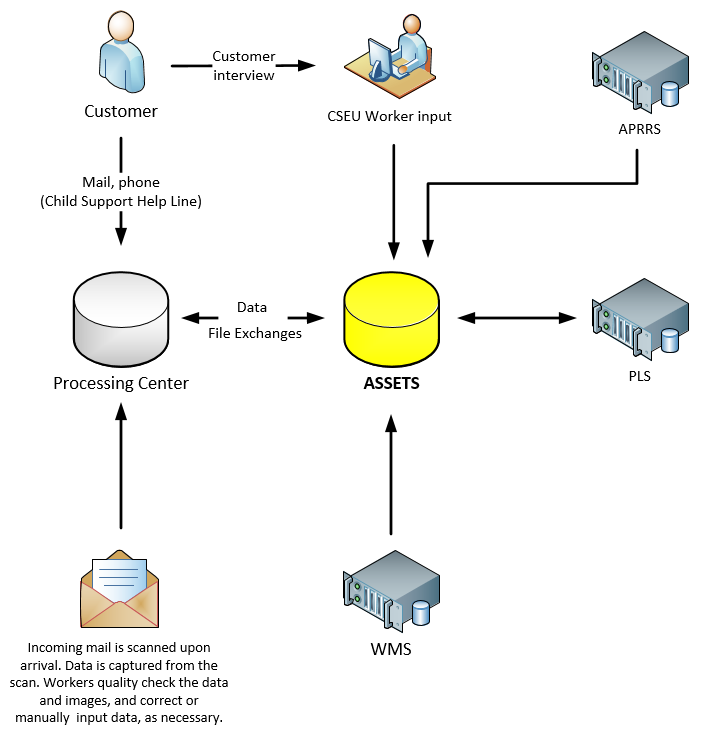 Customer
Customer
interview
CSEU Worker input
APRRS
Mail, phone
(Child Support Help Line)
Data
File Exchanges
Processing Center
ASSETS
PLS
Incoming mail is scanned upon
arrival. Data is captured from the
scan. Workers quality check the data
and images, and correct or
manually  input data, as necessary.
WMS